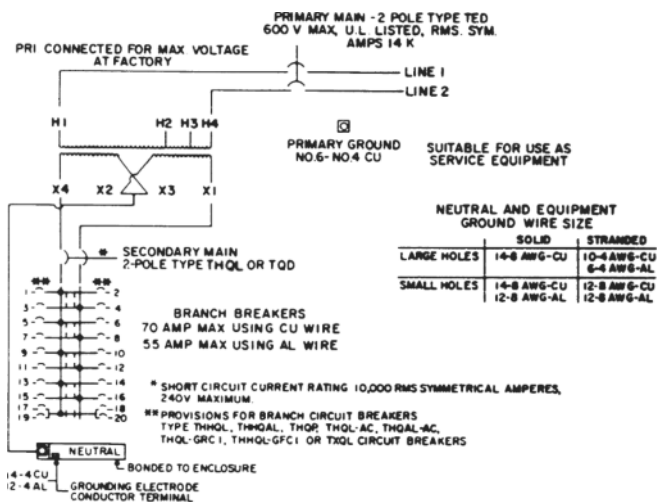 PRIMARY MAIN - 2 POLE TYPE TED
600 V MAX, U.L. LISTED, RMS. SYM.
AMPS 14 K
PRI CONNECTED FOR MAX. VOLTAGE
AT FACTORY
LINE 1
LINE 2
H1 H2 H3 H4
PRIMARY GROUND
NO.6- NO.4 CU
SUITABLE FOR USE AS
SERVICE EQUIPMENT
X4 X2 X3 X1
NEUTRAL AND EQUIPMENT
GROUND WIRE SIZE
SOLID STRANDED
LARGE HOLES 14-8 AWG-CU 10-4 AWG-CU
6-4 AWG-AL
SMALL HOLES 14-8 AWG-CU 12-8 AWG-CU
12-8 AWG-AL 12-8 AWG-AL
*
SECONDARY MAIN
2-POLE TYPE THQL OR TQD
** **
1 2
3 4
5 6
7 8
9 10
11 12
13 14
15 16
17 18
19 20
BRANCH BREAKERS
70 AMP MAX USING CU WIRE
55 AMP MAX USING AL WIRE
* SHORT CIRCUIT CURRENT RATING 10,000 RMS SYMMETRICAL AMPERES,
240V MAXIMUM.
** PROVISIONS FOR BRANCH CIRCUIT BREAKERS
TYPE THHQL, THHQAL, THQP, THQL-AC, THQAL-AC,
THQL-GRC1, THHQL-GFC1 OR TXQL CIRCUIT BREAKERS
NEUTRAL
BONDED TO ENCLOSURE
14-4 CU
12-4 AL
GROUNDING ELECTRODE
CONDUCTOR TERMINAL